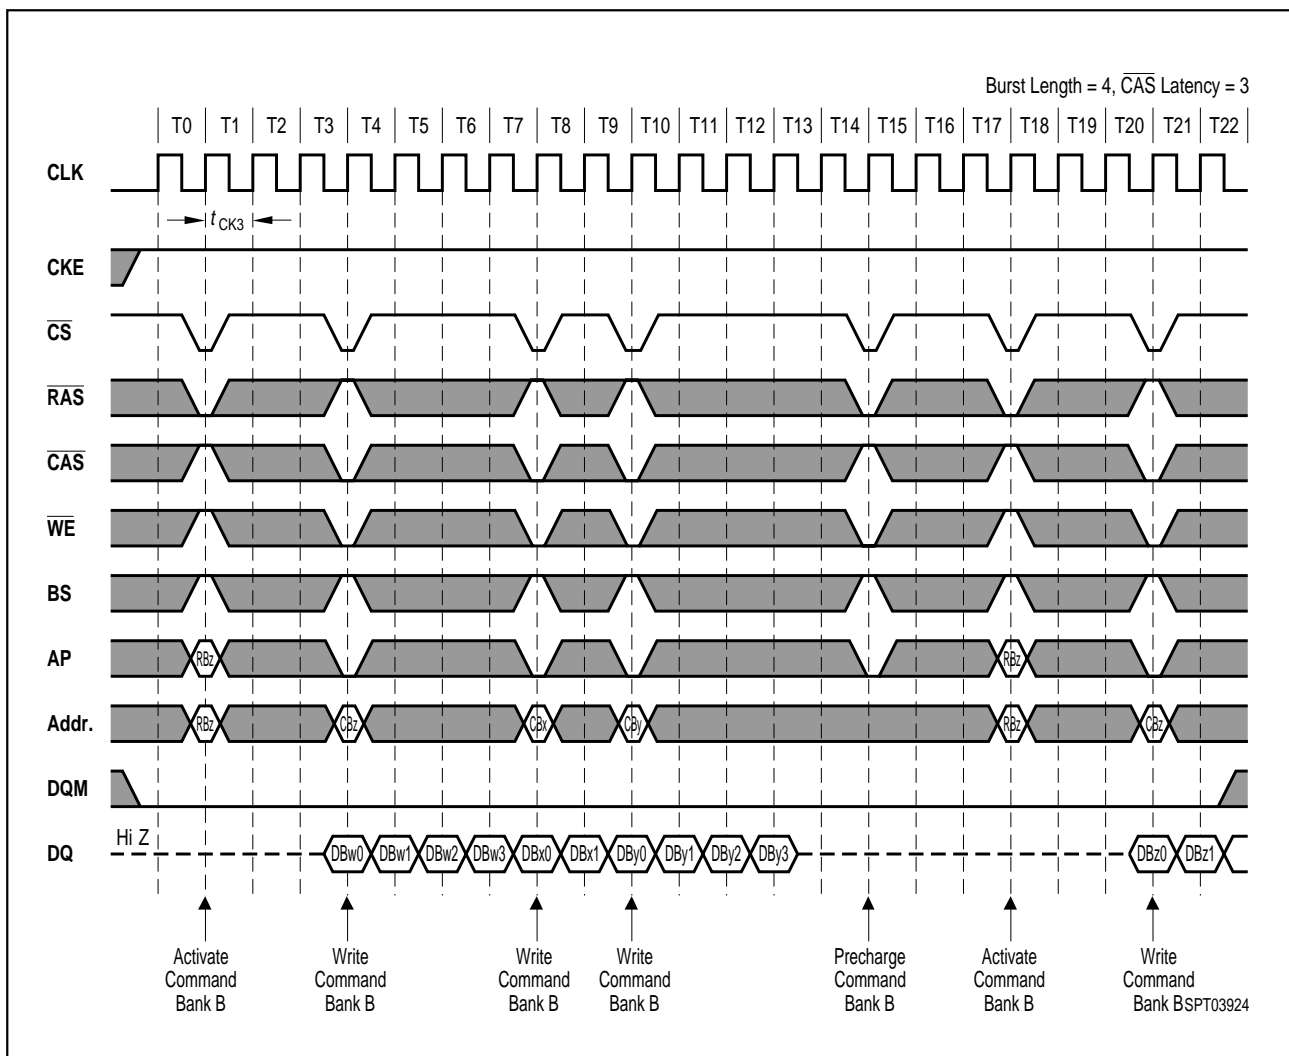 Burst Length = 4, CAS Latency = 3
T0 T1 T2 T3 T4 T5 T6 T7 T8 T9 T10 T11 T12 T13 T14 T15 T16 T17 T18 T19 T20 T21 T22
CLK
t CK3
CKE
CS
RAS
CAS
WE
BS
AP RBz RBz
Addr. RBz CBz CBx CBy RBz CBz
DQM
Hi Z
DQ DBw0 DBw1 DBw2 DBw3 DBx0 DBx1 DBy0 DBy1 DBy2 DBy3 DBz0 DBz1
Activate Write Write Write Precharge Activate Write
Command Command Command Command Command Command Command
Bank B Bank B Bank B Bank B Bank B Bank B Bank B SPT03924